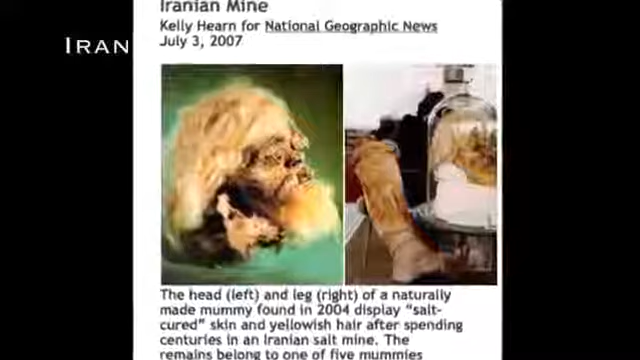 Iranian Mine
Kelly Hearn for National Geographic News
July 3, 2007
IRAN
The head (left) and leg (right) of a naturally
made mummy found in 2004 display "salt-
cured" skin and yellowish hair after spending
centuries in an Iranian salt mine. The
remains belong to one of five mummies